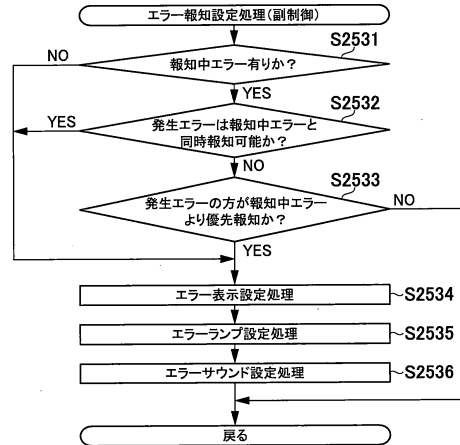 エラー報知設定処理(副制御)
S2531
NO
報知中エラー有りか?
YES
S2532
YES
発生エラーは報知中エラーと
同時報知可能か?
NO
S2533
NO
発生エラーの方が報知中エラー
より優先報知か?
YES
エラー表示設定処理
S2534
エラーランプ設定処理
S2535
エラーサウンド設定処理
S2536
戻る